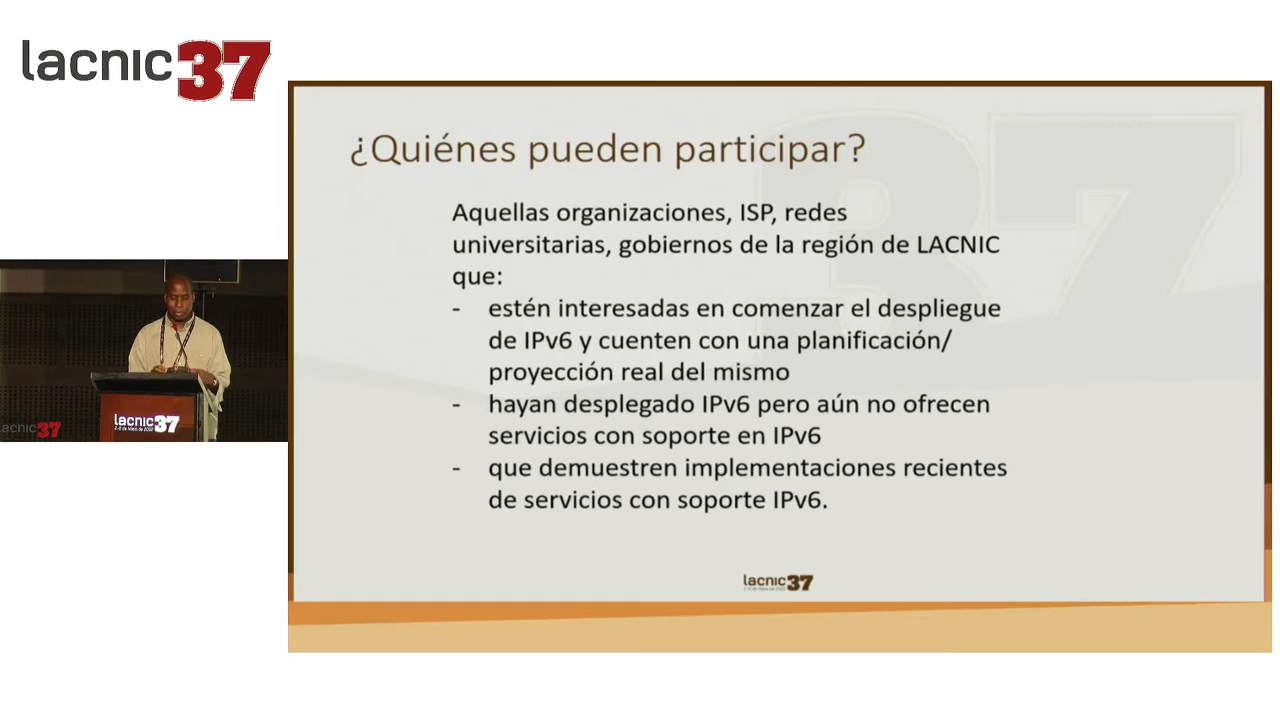 lacnic37
¿Quiénes pueden participar?
Aquellas organizaciones, ISP, redes
universitarias, gobiernos de la región de LACNIC
que:
- estén interesadas en comenzar el despliegue
de IPv6 y cuenten con una planificación/
proyección real del mismo
- hayan desplegado IPv6 pero aún no ofrecen
servicios con soporte en IPv6
- que demuestren implementaciones recientes
de servicios con soporte IPv6.
lacnic37
lacnic37
lacnic37